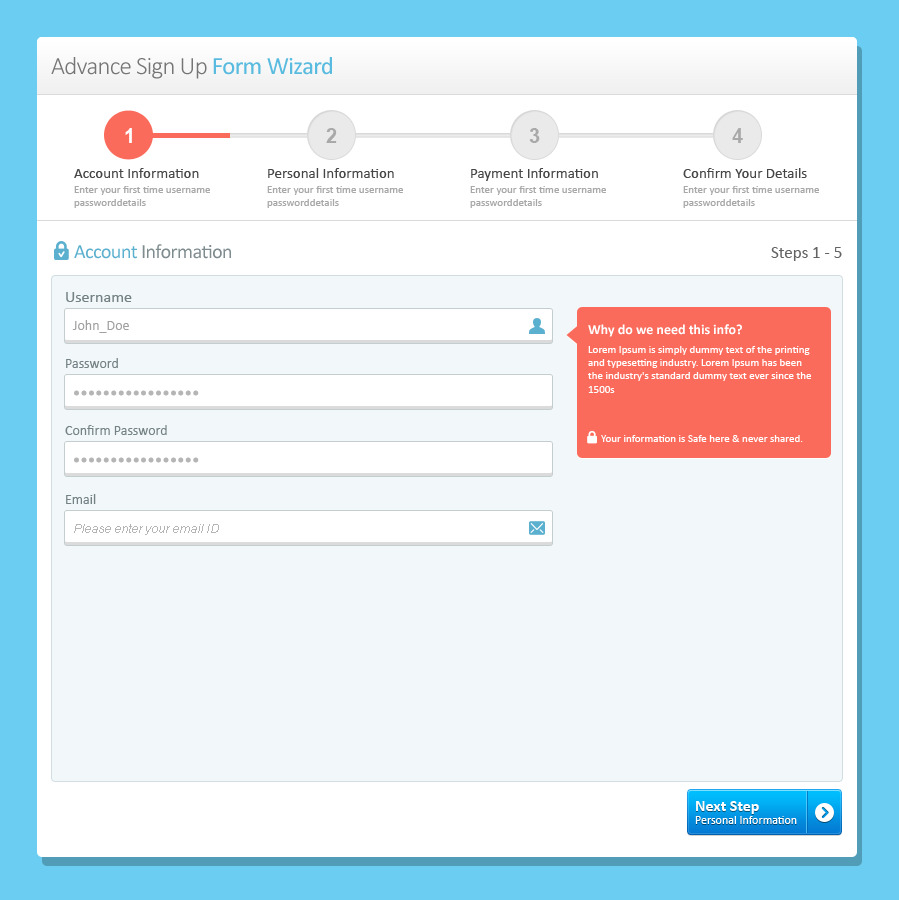 Advance Sign Up Form Wizard
1 2 3 4
Account Information
Enter your first time username
passworddetails
Personal Information
Enter your first time username
passworddetails
Payment Information
Enter your first time username
passworddetails
Confirm Your Details
Enter your first time username
passworddetails
Account Information
Steps 1 - 5
Username
John_Doe
Password
•••••••••••••••••
Confirm Password
•••••••••••••••••
Email
Please enter your email ID
Why do we need this info?
Lorem Ipsum is simply dummy text of the printing
and typesetting industry. Lorem Ipsum has been
the industry's standard dummy text ever since the
1500s
Your information is Safe here & never shared.
Next Step
Personal Information